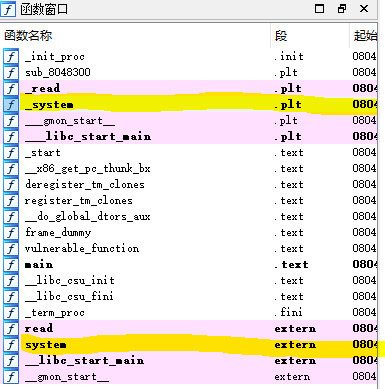 函数窗口
函数名称 段 起始
_init_proc .init 0804
sub_8048300 .plt 0804
_read .plt 0804
_system .plt 0804
___gmon_start__ .plt 0804
___libc_start_main .plt 0804
_start .text 0804
__x86_get_pc_thunk_bx .text 0804
deregister_tm_clones .text 0804
register_tm_clones .text 0804
__do_global_dtors_aux .text 0804
frame_dummy .text 0804
vulnerable_function .text 0804
main .text 0804
__libc_csu_init .text 0804
__libc_csu_fini .text 0804
_term_proc .fini 0804
read extern 0804
system extern 0804
__libc_start_main extern 0804
__gmon_start__ extern 0804